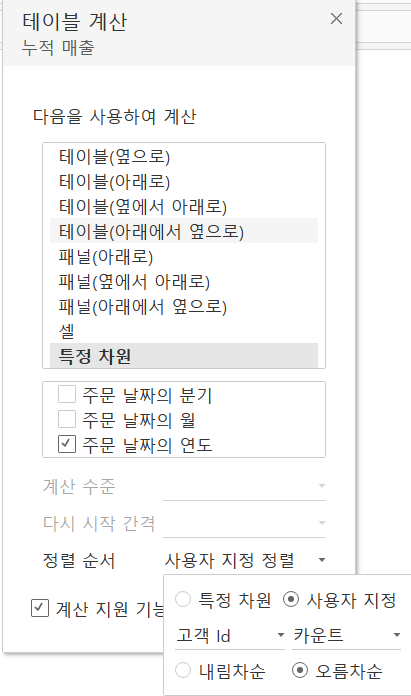 테이블 계산
누적 매출
다음을 사용하여 계산
테이블(옆으로)
테이블(아래로)
테이블(옆에서 아래로)
테이블(아래에서 옆으로)
패널(아래로)
패널(옆에서 아래로)
패널(아래에서 옆으로)
셀
특정 차원
주문 날짜의 분기
주문 날짜의 월
주문 날짜의 연도
계산 수준
다시 시작 간격
정렬 순서 사용자 지정 정렬
계산 지원 기능
특정 차원 사용자 지정
고객 Id 카운트
내림차순 오름차순